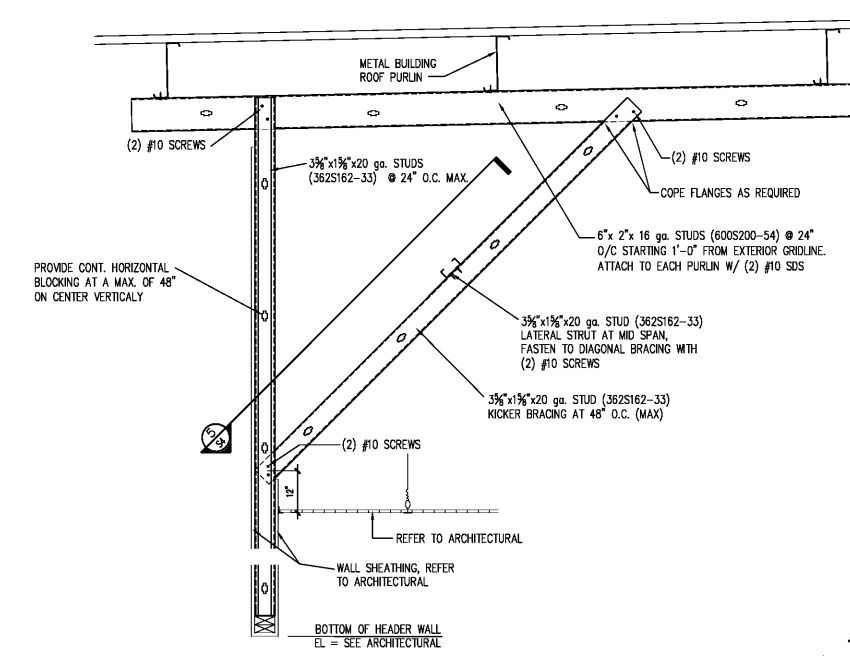 METAL BUILDING
ROOF PURLIN
(2) #10 SCREWS
3⅝"x1⅝"x20 ga. STUDS
(362S162-33) @ 24" O.C. MAX.
(2) #10 SCREWS
COPE FLANGES AS REQUIRED
6"x 2"x 16 ga. STUDS (600S200-54) @ 24"
O/C STARTING 1'-0" FROM EXTERIOR GRIDLINE.
ATTACH TO EACH PURLIN W/ (2) #10 SDS
PROVIDE CONT. HORIZONTAL
BLOCKING AT A MAX. OF 48"
ON CENTER VERTICALY
3⅝"x1⅝"x20 ga. STUD (362S162-33)
LATERAL STRUT AT MID SPAN,
FASTEN TO DIAGONAL BRACING WITH
(2) #10 SCREWS
3⅝"x1⅝"x20 ga. STUD (362S162-33)
KICKER BRACING AT 48" O.C. (MAX)
5
S4
(2) #10 SCREWS
12"
REFER TO ARCHITECTURAL
WALL SHEATHING, REFER
TO ARCHITECTURAL
BOTTOM OF HEADER WALL
EL = SEE ARCHITECTURAL